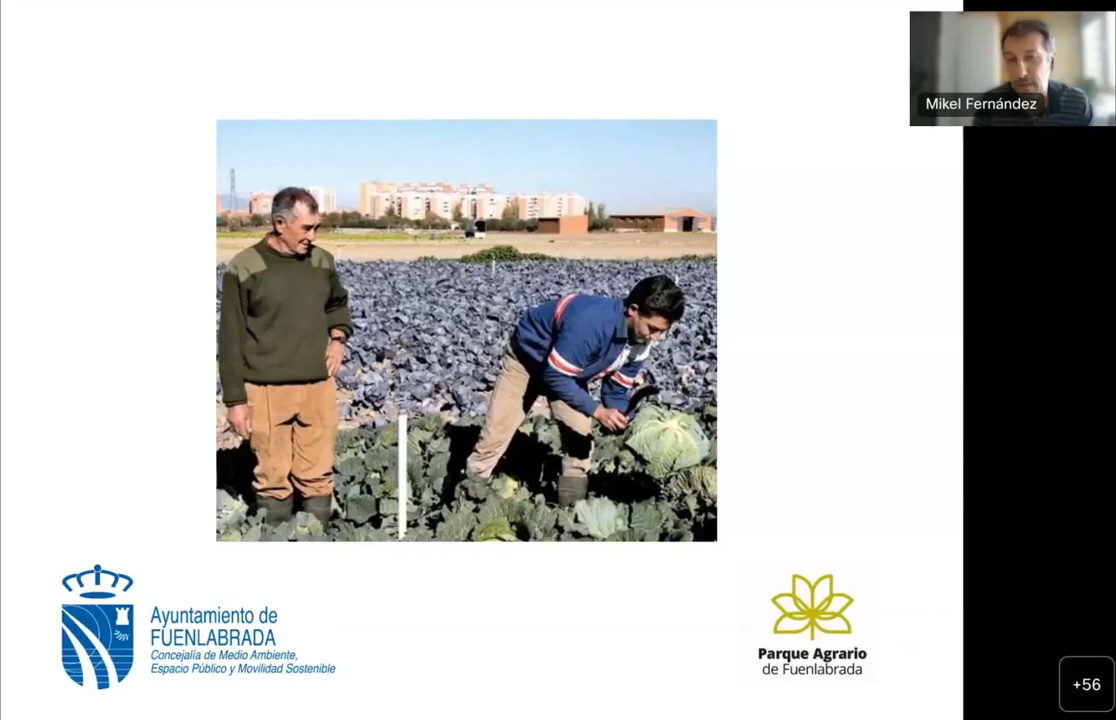 Mikel Fernández
Ayuntamiento de
FUENLABRADA
Concejalía de Medio Ambiente,
Espacio Público y Movilidad Sostenible
Parque Agrario
de Fuenlabrada
+56